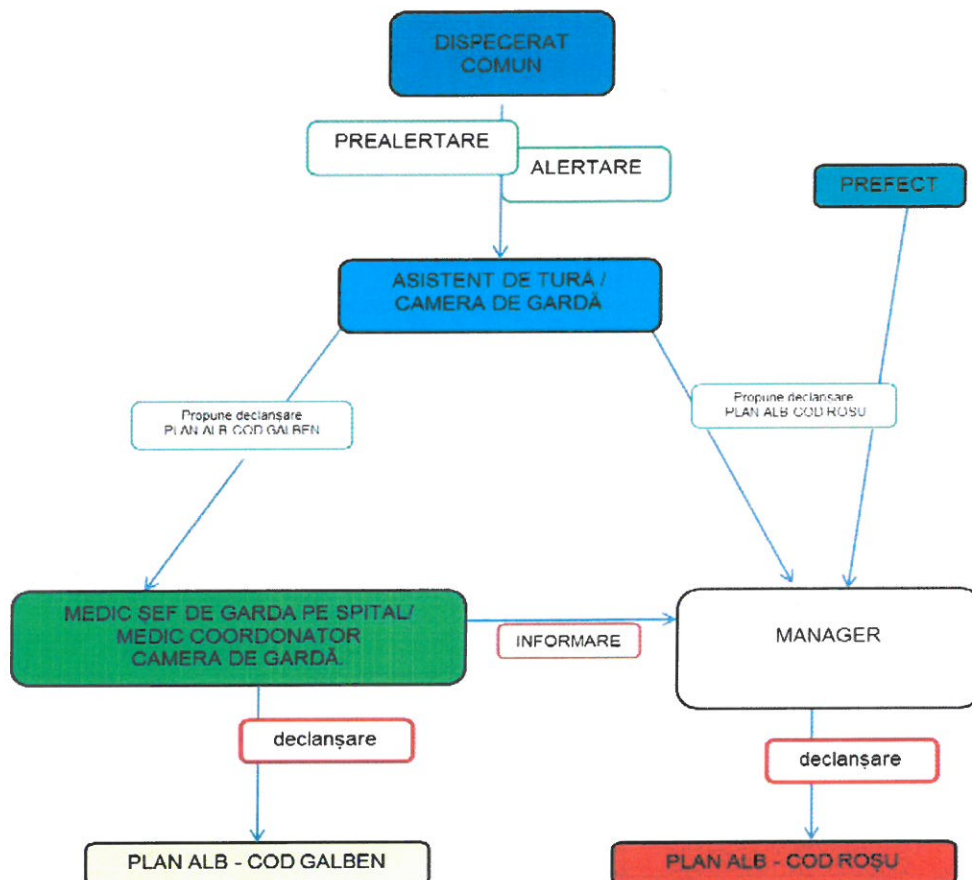 DISPECERAT
COMUN
PREALERTARE
ALERTARE
PREFECT
ASISTENT DE TURĂ /
CAMERA DE GARDĂ
Propune declanșare
PLAN ALB COD GALBEN
Propune declanșare
PLAN ALB COD ROȘU
MEDIC ȘEF DE GARDA PE SPITAL/
MEDIC COORDONATOR
CAMERA DE GARDĂ.
INFORMARE
MANAGER
declanșare
declanșare
PLAN ALB - COD GALBEN
PLAN ALB - COD ROȘU